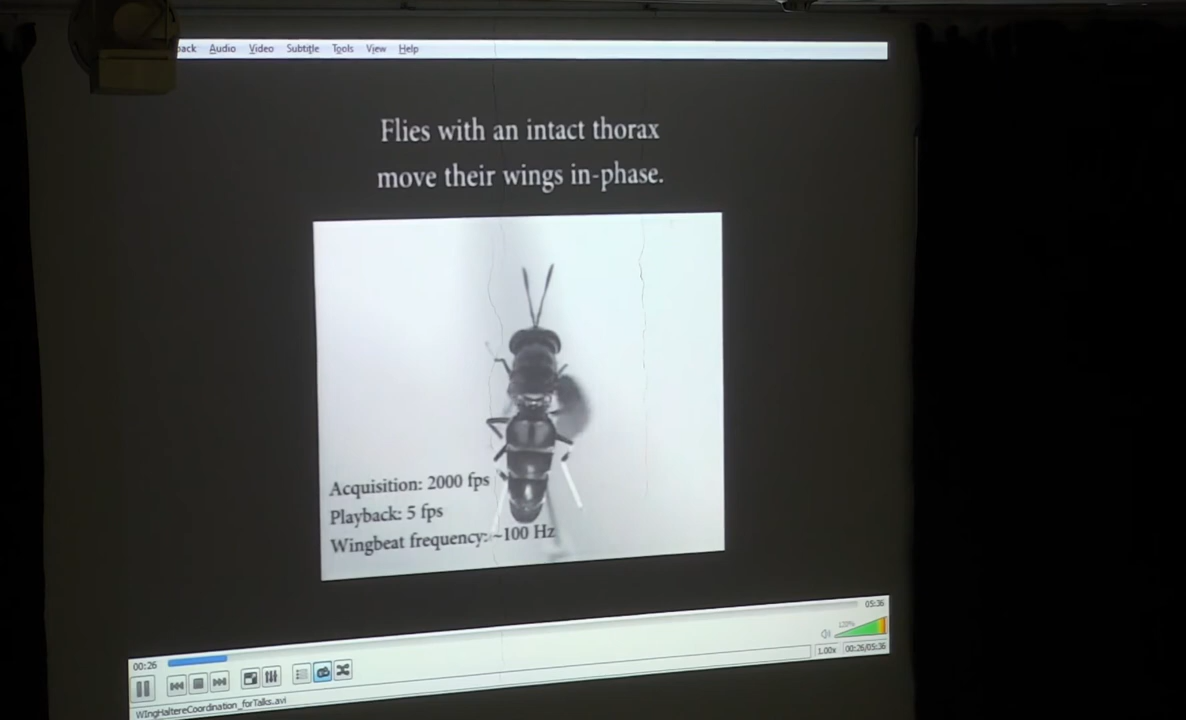 Audio Video Subtitle Tools View Help
Flies with an intact thorax
move their wings in-phase.
Acquisition: 2000 fps
Playback: 5 fps
Wingbeat frequency: ~100 Hz
05:36
00:26
120%
1.00x 00:26/05:36
WIngHaltereCoordination_forTalks.avi